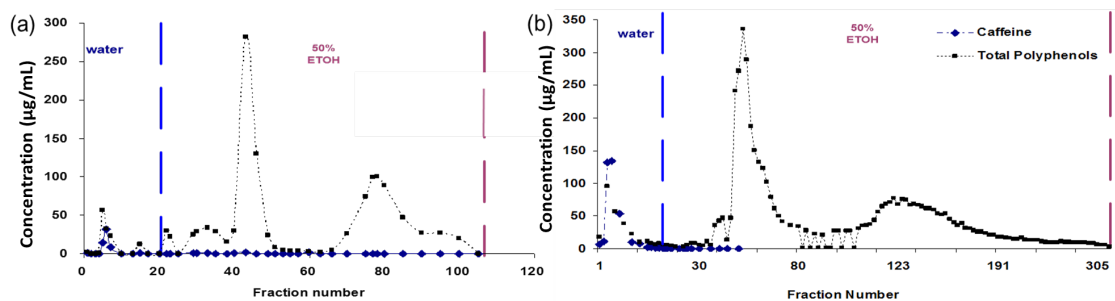 (a)
300
250
200
150
100
50
0
Concentration (µg/mL)
water
50%
ETOH
0 20 40 60 80 100 120
Fraction number
(b)
350
300
250
200
150
100
50
0
Concentration (µg/mL)
water
50%
ETOH
Caffeine
Total Polyphenols
1 30 80 123 191 305
Fraction Number